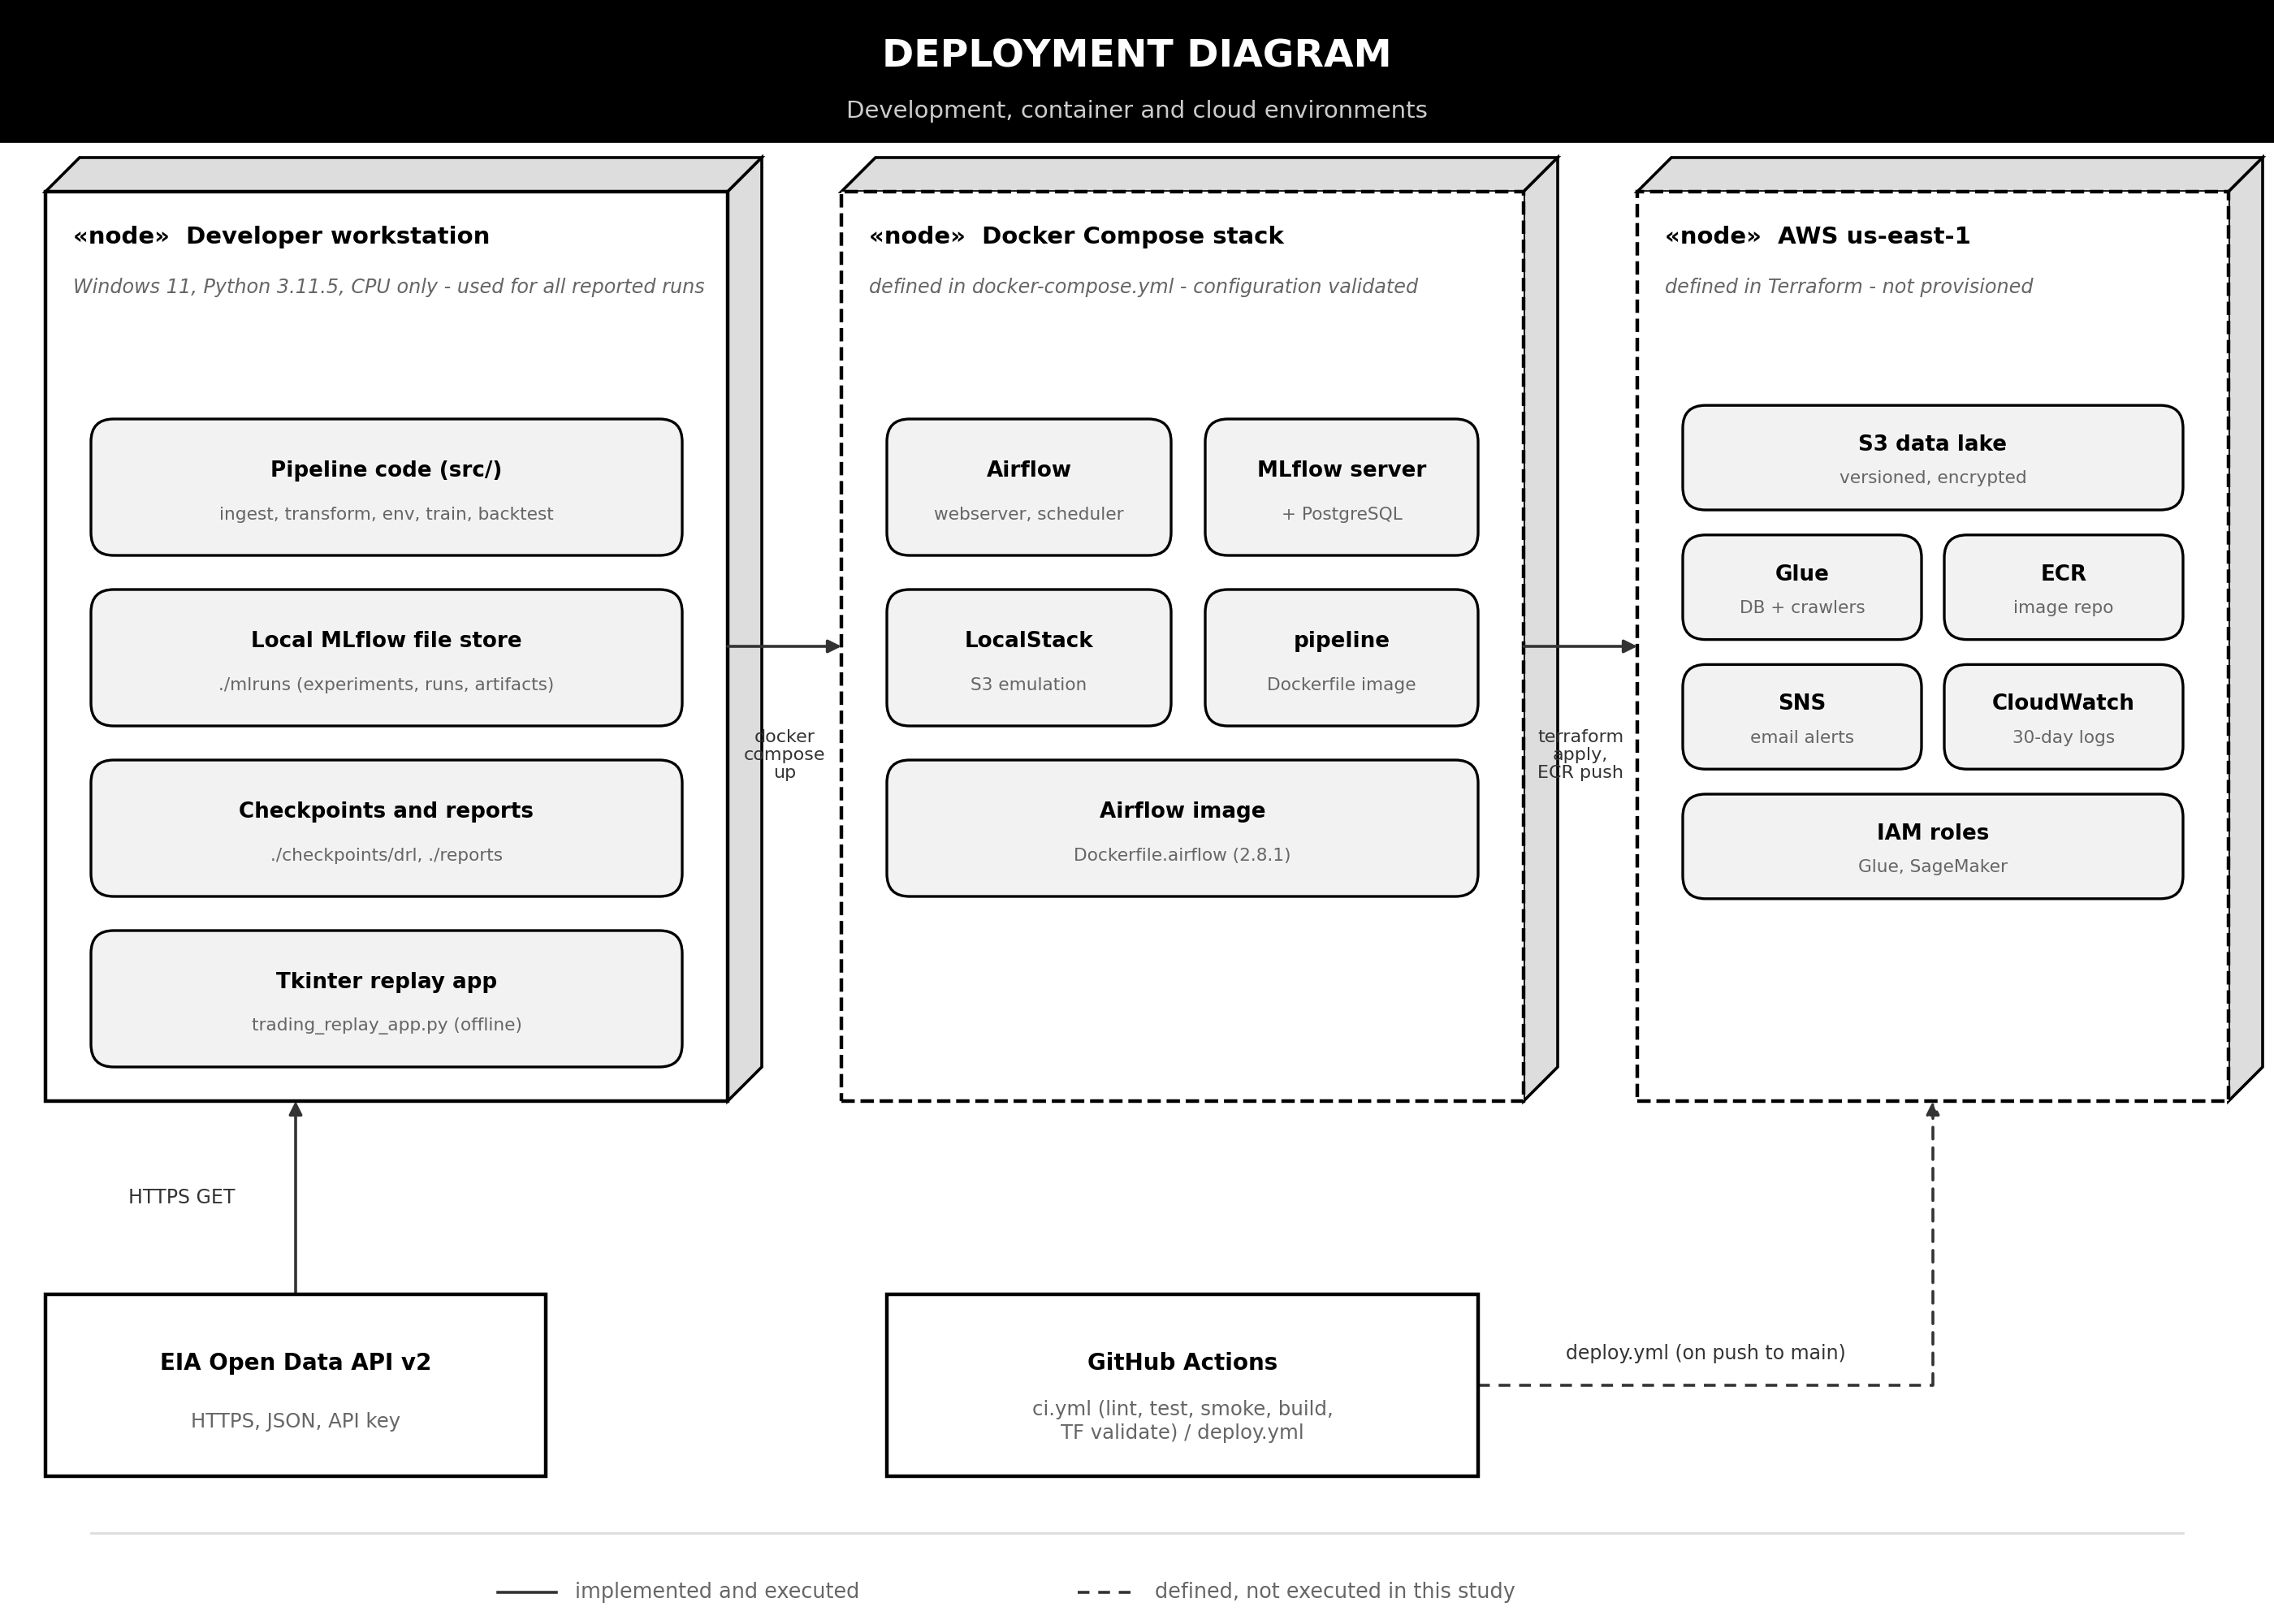 DEPLOYMENT DIAGRAM
Development, container and cloud environments
«node» Developer workstation
Windows 11, Python 3.11.5, CPU only - used for all reported runs
Pipeline code (src/)
ingest, transform, env, train, backtest
Local MLflow file store
./mlruns (experiments, runs, artifacts)
Checkpoints and reports
./checkpoints/drl, ./reports
Tkinter replay app
trading_replay_app.py (offline)
docker
compose
up
«node» Docker Compose stack
defined in docker-compose.yml - configuration validated
Airflow
webserver, scheduler
MLflow server
+ PostgreSQL
LocalStack
S3 emulation
pipeline
Dockerfile image
Airflow image
Dockerfile.airflow (2.8.1)
terraform
apply,
ECR push
«node» AWS us-east-1
defined in Terraform - not provisioned
S3 data lake
versioned, encrypted
Glue
DB + crawlers
ECR
image repo
SNS
email alerts
CloudWatch
30-day logs
IAM roles
Glue, SageMaker
HTTPS GET
EIA Open Data API v2
HTTPS, JSON, API key
GitHub Actions
ci.yml (lint, test, smoke, build,
TF validate) / deploy.yml
deploy.yml (on push to main)
implemented and executed
defined, not executed in this study